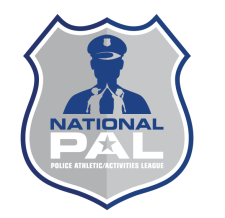 NATIONAL
PAL
POLICE ATHLETIC/ACTIVITIES LEAGUE